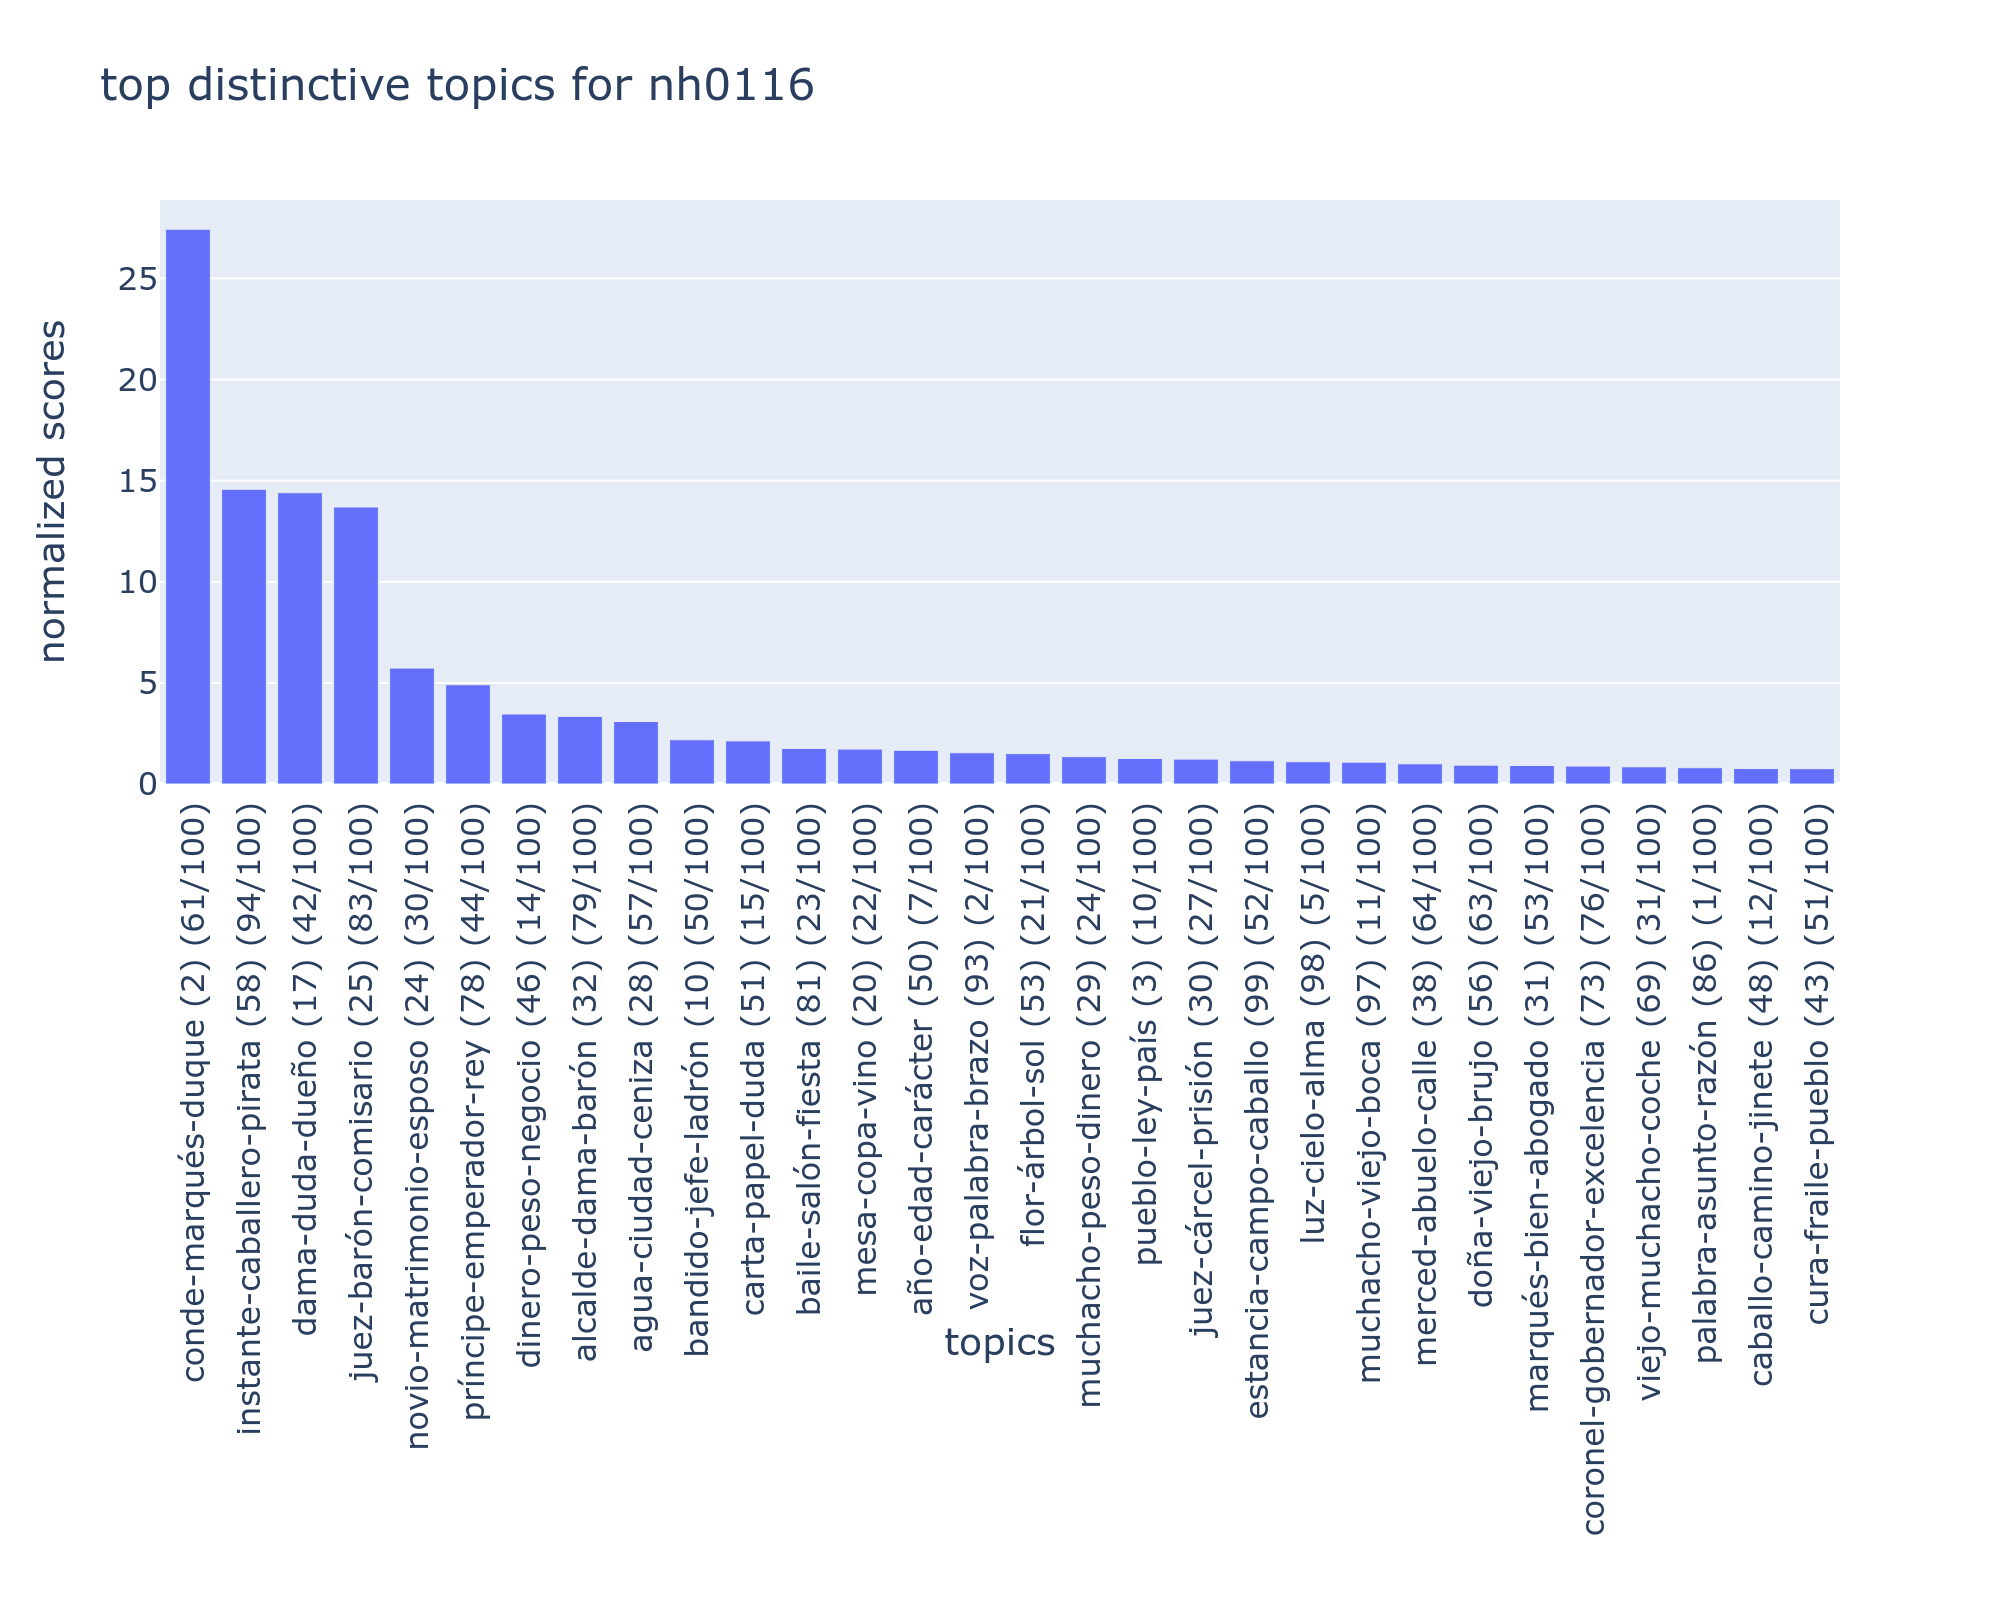 top distinctive topics for nh0116
normalized scores
25
20
15
10
5
0
conde-marqués-duque (2) (61/100)
instante-caballero-pirata (58) (94/100)
dama-duda-dueño (17) (42/100)
juez-barón-comisario (25) (83/100)
novio-matrimonio-esposo (24) (30/100)
príncipe-emperador-rey (78) (44/100)
dinero-peso-negocio (46) (14/100)
alcalde-dama-barón (32) (79/100)
agua-ciudad-ceniza (28) (57/100)
bandido-jefe-ladrón (10) (50/100)
carta-papel-duda (51) (15/100)
baile-salón-fiesta (81) (23/100)
mesa-copa-vino (20) (22/100)
año-edad-carácter (50) (7/100)
voz-palabra-brazo (93) (2/100)
flor-árbol-sol (53) (21/100)
muchacho-peso-dinero (29) (24/100)
pueblo-ley-país (3) (10/100)
juez-cárcel-prisión (30) (27/100)
estancia-campo-caballo (99) (52/100)
luz-cielo-alma (98) (5/100)
muchacho-viejo-boca (97) (11/100)
merced-abuelo-calle (38) (64/100)
doña-viejo-brujo (56) (63/100)
marqués-bien-abogado (31) (53/100)
coronel-gobernador-excelencia (73) (76/100)
viejo-muchacho-coche (69) (31/100)
palabra-asunto-razón (86) (1/100)
caballo-camino-jinete (48) (12/100)
cura-fraile-pueblo (43) (51/100)
topics